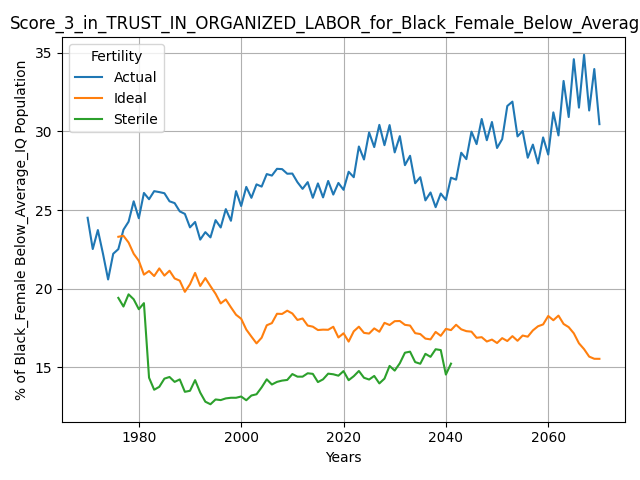 Score_3_in_TRUST_IN_ORGANIZED_LABOR_for_Black_Female_Below_Averag
Fertility
Actual
Ideal
Sterile
% of Black_Female Below_Average_IQ Population
35
30
25
20
15
1980 2000 2020 2040 2060
Years